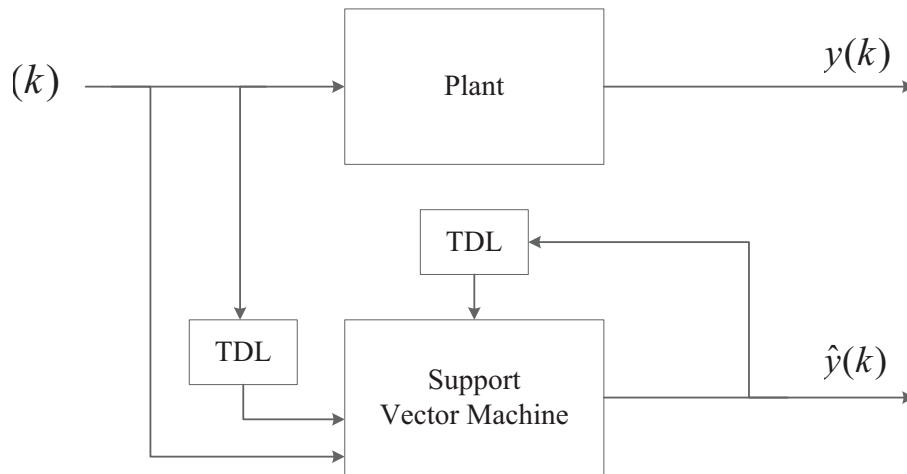 (k)
Plant
y(k)
TDL
TDL
Support
Vector Machine
ŷ(k)